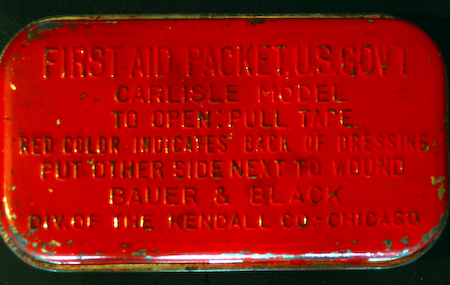 FIRST AID PACKET, U.S. GOV'T
CARLISLE MODEL
TO OPEN: PULL TAPE
RED COLOR INDICATES BACK OF DRESSING
PUT OTHER SIDE NEXT TO WOUND
BAUER & BLACK
DIV. OF THE KENDALL CO.-CHICAGO